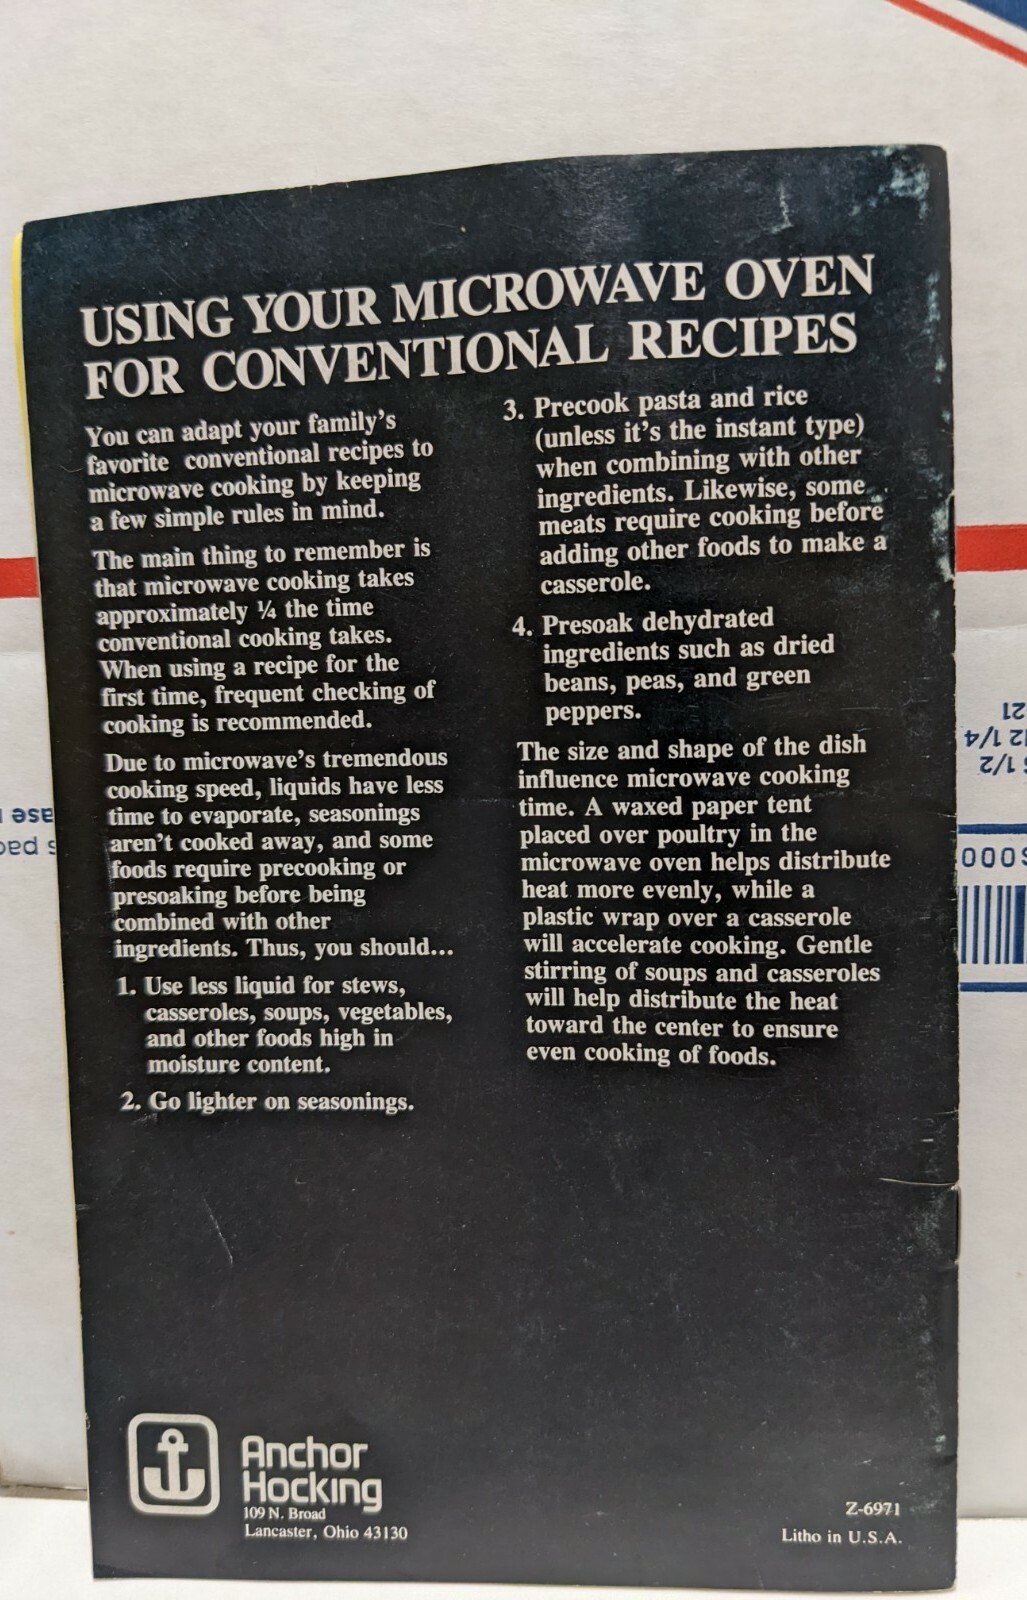 USING YOUR MICROWAVE OVEN
FOR CONVENTIONAL RECIPES
You can adapt your family's
favorite conventional recipes to
microwave cooking by keeping
a few simple rules in mind.
The main thing to remember is
that microwave cooking takes
approximately ¼ the time
conventional cooking takes.
When using a recipe for the
first time, frequent checking of
cooking is recommended.
Due to microwave's tremendous
cooking speed, liquids have less
time to evaporate, seasonings
aren't cooked away, and some
foods require precooking or
presoaking before being
combined with other
ingredients. Thus, you should...
1. Use less liquid for stews,
casseroles, soups, vegetables,
and other foods high in
moisture content.
2. Go lighter on seasonings.
3. Precook pasta and rice
(unless it's the instant type)
when combining with other
ingredients. Likewise, some
meats require cooking before
adding other foods to make a
casserole.
4. Presoak dehydrated
ingredients such as dried
beans, peas, and green
peppers.
The size and shape of the dish
influence microwave cooking
time. A waxed paper tent
placed over poultry in the
microwave oven helps distribute
heat more evenly, while a
plastic wrap over a casserole
will accelerate cooking. Gentle
stirring of soups and casseroles
will help distribute the heat
toward the center to ensure
even cooking of foods.
Anchor
Hocking
109 N. Broad
Lancaster, Ohio 43130
Z-6971
Litho in U.S.A.